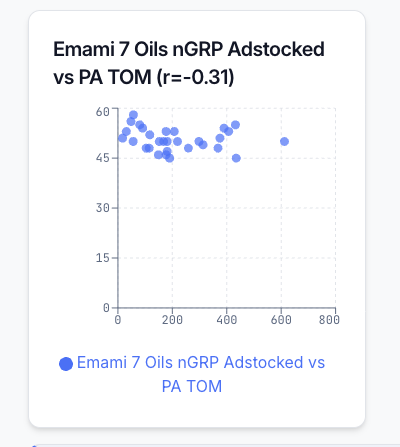 Emami 7 Oils nGRP Adstocked
vs PA TOM (r=-0.31)
60
45
30
15
0
0 200 400 600 800
Emami 7 Oils nGRP Adstocked vs
PA TOM